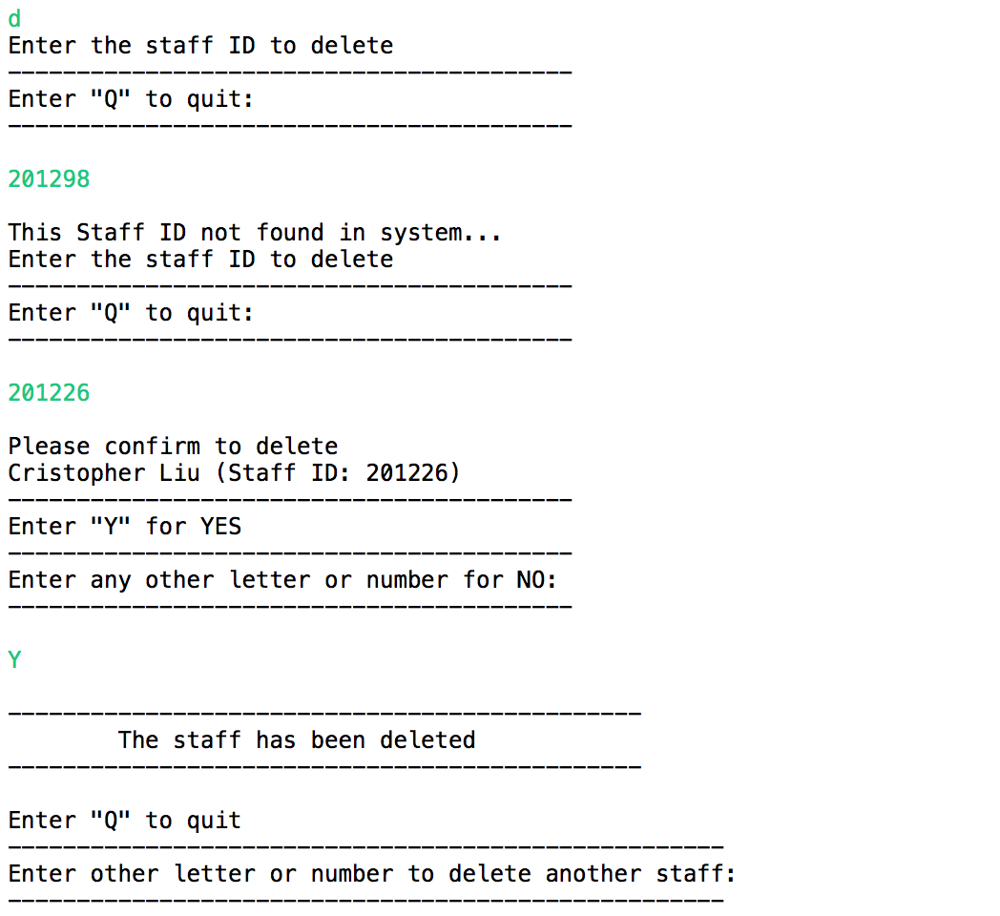 d
Enter the staff ID to delete
-----------------------------------------
Enter "Q" to quit:
-----------------------------------------
201298
This Staff ID not found in system...
Enter the staff ID to delete
-----------------------------------------
Enter "Q" to quit:
-----------------------------------------
201226
Please confirm to delete
Cristopher Liu (Staff ID: 201226)
-----------------------------------------
Enter "Y" for YES
-----------------------------------------
Enter any other letter or number for NO:
-----------------------------------------
Y
----------------------------------------------
The staff has been deleted
----------------------------------------------
Enter "Q" to quit
----------------------------------------------------
Enter other letter or number to delete another staff:
----------------------------------------------------